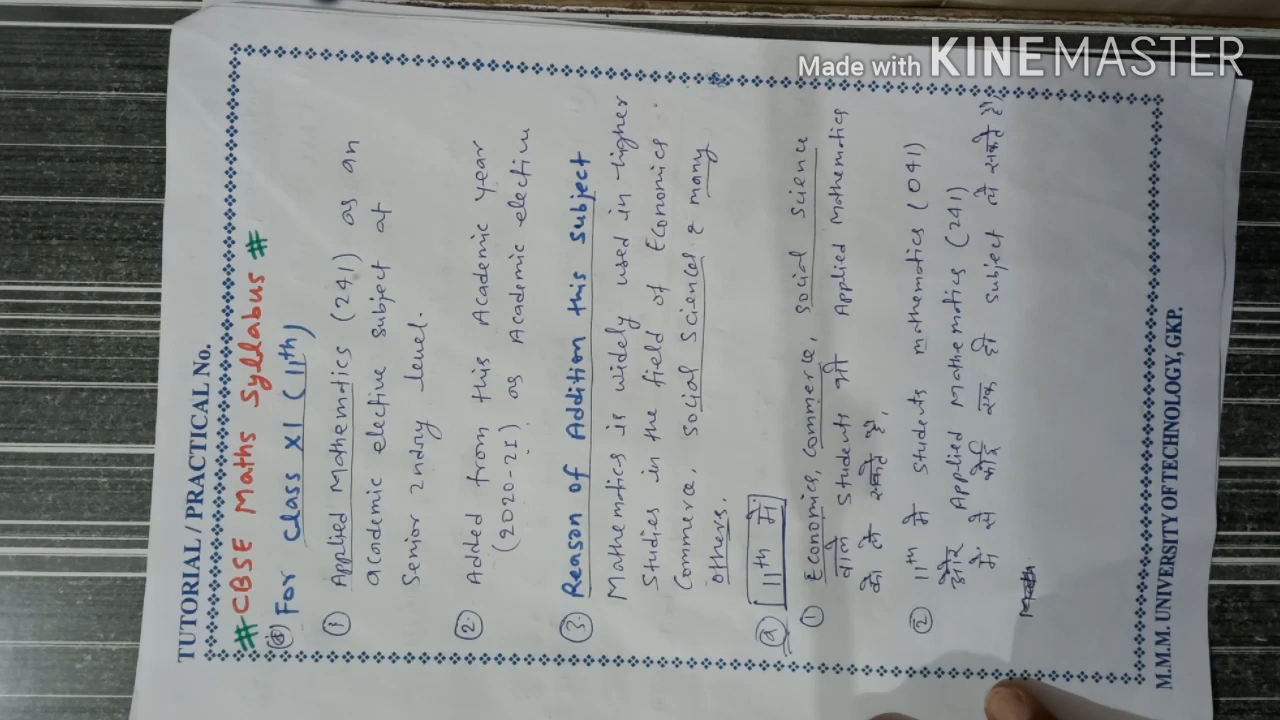 Made with KINEMASTER
TUTORIAL / PRACTICAL No.
# CBSE Maths Syllabus #
(*) For Class XI (11th)
① Applied Mathematics (241) as an
academic elective subject at
Senior 2ndry level.
② Added from this Academic year
(2020-21) as Academic elective
③ Reason of Addition this subject
Mathematics is widely used in higher
Studies in the field of Economics.
Commerce, Social Sciences & many
others.
(a) 11th में
① Economics, Commerce, Social Science
वाले Students भी Applied Mathematics
को ले सकते हैं,
② 11th में Students mathematics (041)
और Applied Mathematics (241)
में से कोई एक ही Subject ले सकते हैं,
Math
M.M.M. UNIVERSITY OF TECHNOLOGY, GKP.